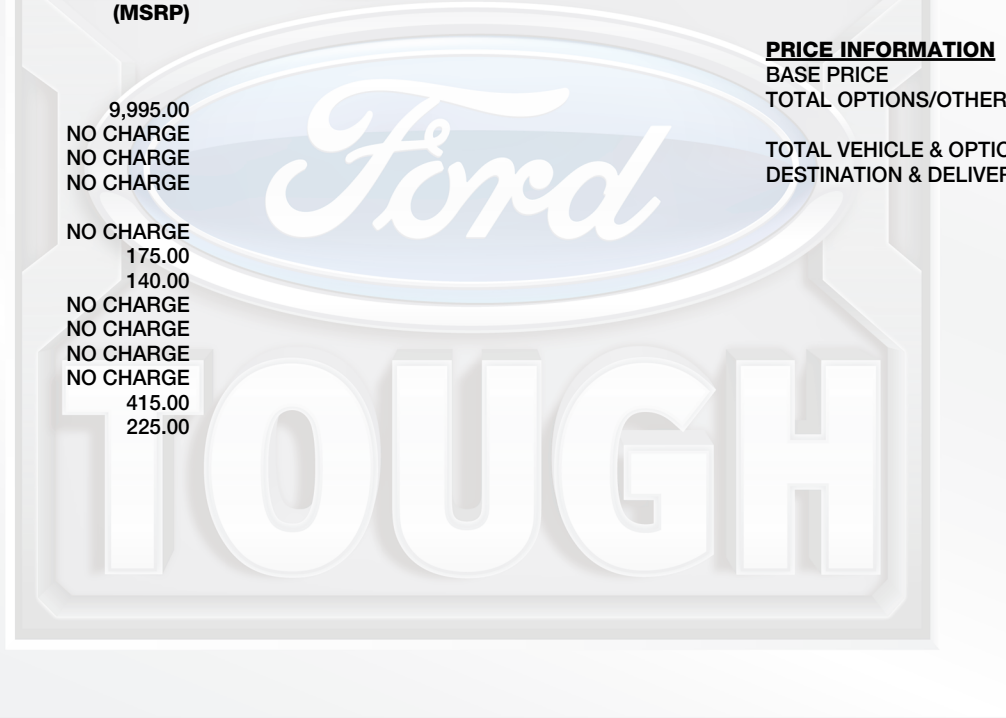 (MSRP)
9,995.00
NO CHARGE
NO CHARGE
NO CHARGE
NO CHARGE
175.00
140.00
NO CHARGE
NO CHARGE
NO CHARGE
NO CHARGE
415.00
225.00
PRICE INFORMATION
BASE PRICE
TOTAL OPTIONS/OTHER
TOTAL VEHICLE & OPTIO
DESTINATION & DELIVER
Ford
TOUGH